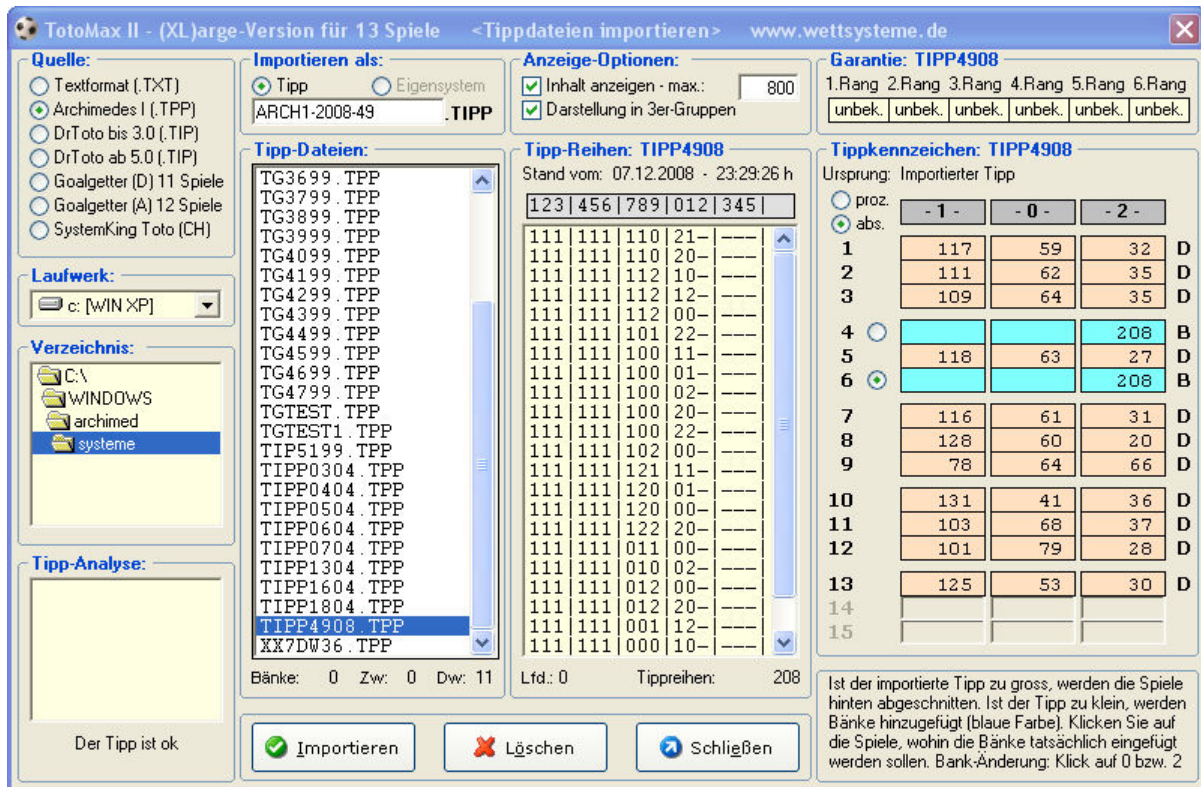 TotoMax II - (XL)arge-Version für 13 Spiele <Tippdateien importieren> www.wettsysteme.de
Quelle:
Textformat (.TXT)
Archimedes I (.TPP)
DrToto bis 3.0 (.TIP)
DrToto ab 5.0 (.TIP)
Goalgetter (D) 11 Spiele
Goalgetter (A) 12 Spiele
SystemKing Toto (CH)
Laufwerk:
c: [WIN XP]
Verzeichnis:
C:\
WINDOWS
archimed
systeme
Tipp-Analyse:
Der Tipp ist ok
Importieren als:
Tipp Eigensystem
ARCH1-2008-49 .TIPP
Tipp-Dateien:
TG3699.TPP
TG3799.TPP
TG3899.TPP
TG3999.TPP
TG4099.TPP
TG4199.TPP
TG4299.TPP
TG4399.TPP
TG4499.TPP
TG4599.TPP
TG4699.TPP
TG4799.TPP
TGTEST.TPP
TGTEST1.TPP
TIP5199.TPP
TIPP0304.TPP
TIPP0404.TPP
TIPP0504.TPP
TIPP0604.TPP
TIPP0704.TPP
TIPP1304.TPP
TIPP1604.TPP
TIPP1804.TPP
TIPP4908.TPP
XX7DW36.TPP
Bänke: 0 Zw: 0 Dw: 11
Anzeige-Optionen:
Inhalt anzeigen - max.: 800
Darstellung in 3er-Gruppen
Tipp-Reihen: TIPP4908
Stand vom: 07.12.2008 - 23:29:26 h
123|456|789|012|345|
111|111|110|21-|---|
111|111|110|20-|---|
111|111|112|10-|---|
111|111|112|12-|---|
111|111|112|00-|---|
111|111|101|22-|---|
111|111|100|11-|---|
111|111|100|01-|---|
111|111|100|02-|---|
111|111|100|20-|---|
111|111|100|22-|---|
111|111|102|00-|---|
111|111|121|11-|---|
111|111|120|01-|---|
111|111|120|00-|---|
111|111|122|20-|---|
111|111|011|00-|---|
111|111|010|02-|---|
111|111|012|00-|---|
111|111|012|20-|---|
111|111|001|12-|---|
111|111|000|10-|---|
Lfd.: 0 Tippreihen: 208
Garantie: TIPP4908
1.Rang 2.Rang 3.Rang 4.Rang 5.Rang 6.Rang
unbek. unbek. unbek. unbek. unbek. unbek.
Tippkennzeichen: TIPP4908
Ursprung: Importierter Tipp
proz.
abs.
- 1 - - 0 - - 2 -
1 117 59 32 D
2 111 62 35 D
3 109 64 35 D
4 208 B
5 118 63 27 D
6 208 B
7 116 61 31 D
8 128 60 20 D
9 78 64 66 D
10 131 41 36 D
11 103 68 37 D
12 101 79 28 D
13 125 53 30 D
14
15
Importieren
Löschen
Schließen
Ist der importierte Tipp zu gross, werden die Spiele
hinten abgeschnitten. Ist der Tipp zu klein, werden
Bänke hinzugefügt (blaue Farbe). Klicken Sie auf
die Spiele, wohin die Bänke tatsächlich eingefügt
werden sollen. Bank-Änderung: Klick auf 0 bzw. 2